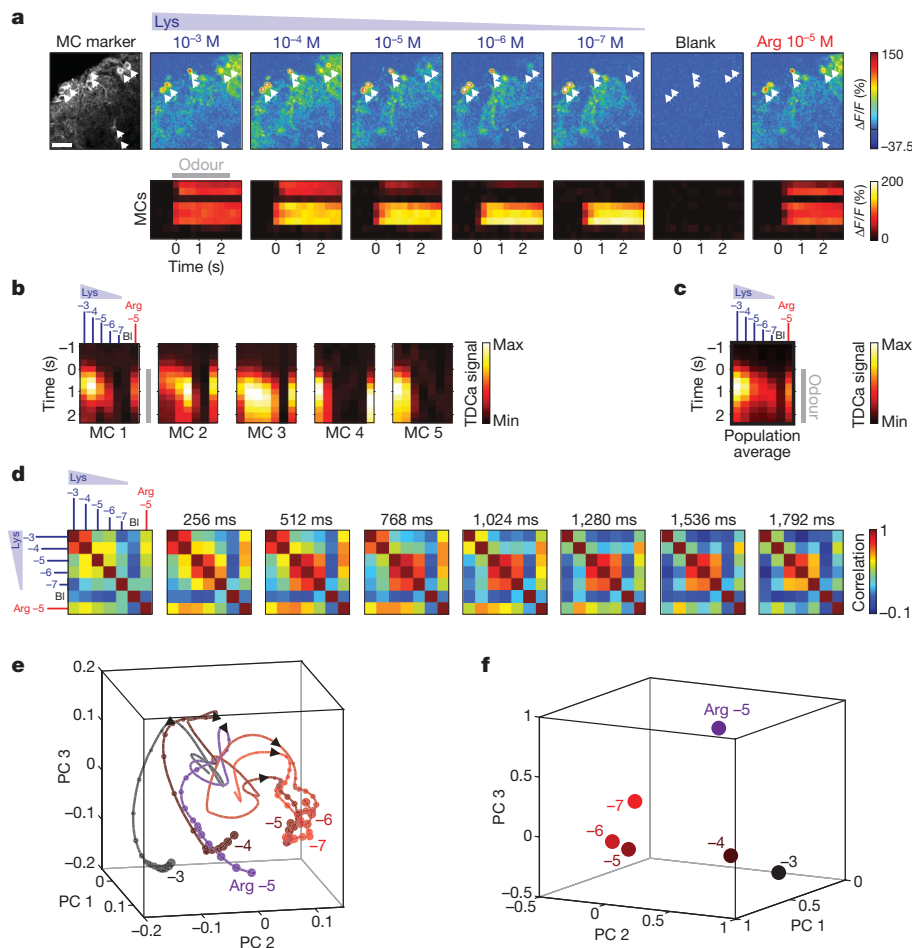 a
Lys
MC marker
10⁻³ M
10⁻⁴ M
10⁻⁵ M
10⁻⁶ M
10⁻⁷ M
Blank
Arg 10⁻⁵ M
150
ΔF/F (%)
−37.5
Odour
MCs
200
ΔF/F (%)
0
0 1 2
0 1 2
0 1 2
0 1 2
0 1 2
0 1 2
0 1 2
Time (s)
b
Lys
−3
−4
−5
−6
−7
Bl
Arg
−5
−1
0
1
2
Time (s)
MC 1
MC 2
MC 3
MC 4
MC 5
Max
TDCa signal
Min
c
Lys
−3
−4
−5
−6
−7
Bl
Arg
−5
−1
0
1
2
Time (s)
Odour
Population
average
Max
TDCa signal
Min
d
Lys
−3
−4
−5
−6
−7
Bl
Arg
−5
Lys
−3
−4
−5
−6
−7
Bl
Arg −5
256 ms
512 ms
768 ms
1,024 ms
1,280 ms
1,536 ms
1,792 ms
1
Correlation
−0.1
e
0.2
0.1
0
−0.1
−0.2
PC 3
0
0.1
PC 1
−0.2
−0.1
0
0.1
PC 2
−3
−4
Arg −5
−5
−6
−7
f
1
0.5
0
−0.5
PC 3
−0.5
0
0.5
1
PC 2
1
0.5
0
PC 1
Arg −5
−7
−6
−5
−4
−3